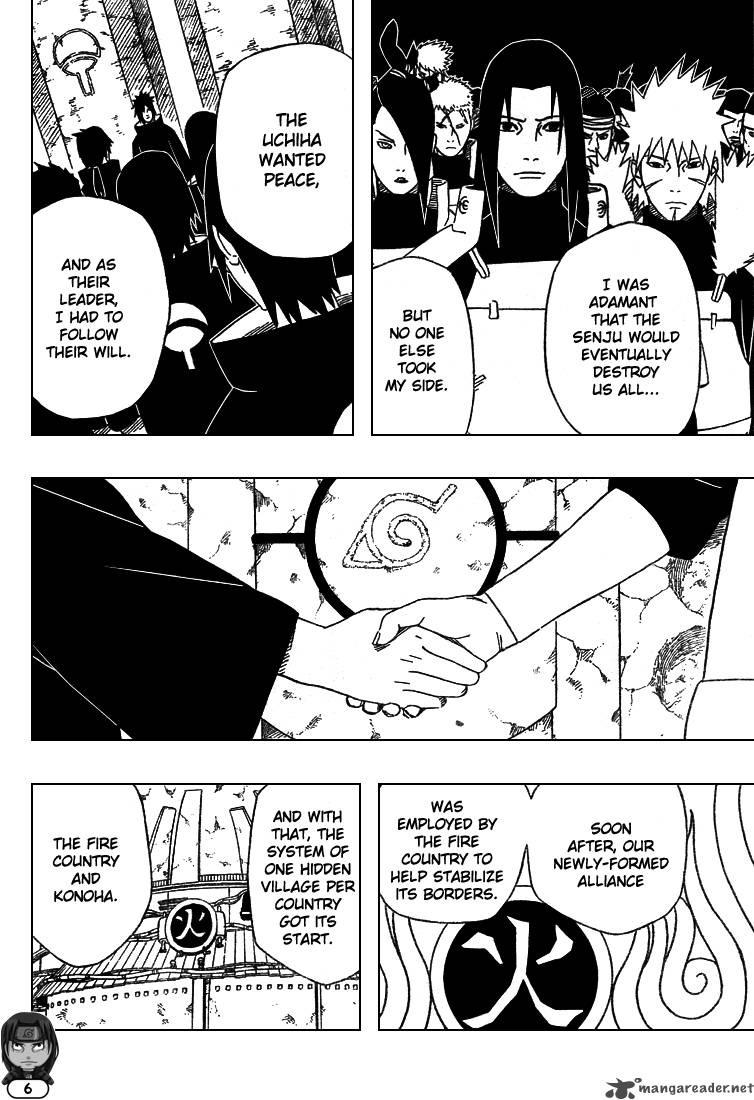 I WAS
ADAMANT
THAT THE
SENJU WOULD
EVENTUALLY
DESTROY
US ALL...
BUT
NO ONE
ELSE
TOOK
MY SIDE.
THE
UCHIHA
WANTED
PEACE,
AND AS
THEIR
LEADER,
I HAD TO
FOLLOW
THEIR WILL.
SOON
AFTER, OUR
NEWLY-FORMED
ALLIANCE
WAS
EMPLOYED BY
THE FIRE
COUNTRY TO
HELP STABILIZE
ITS BORDERS.
火
AND WITH
THAT, THE
SYSTEM OF
ONE HIDDEN
VILLAGE PER
COUNTRY
GOT ITS
START.
THE FIRE
COUNTRY
AND
KONOHA.
火
6
mangareader.net